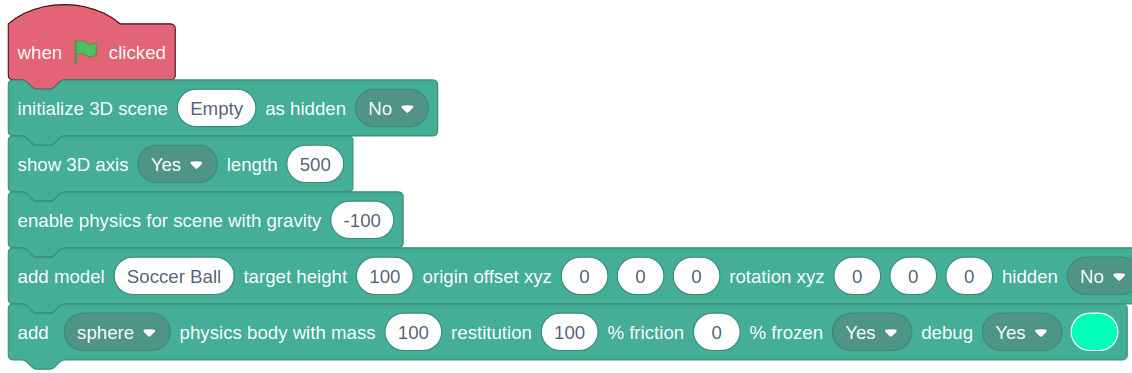 when clicked
initialize 3D scene Empty as hidden No
show 3D axis Yes length 500
enable physics for scene with gravity -100
add model Soccer Ball target height 100 origin offset xyz 0 0 0 rotation xyz 0 0 0 hidden No
add sphere physics body with mass 100 restitution 100 % friction 0 % frozen Yes debug Yes